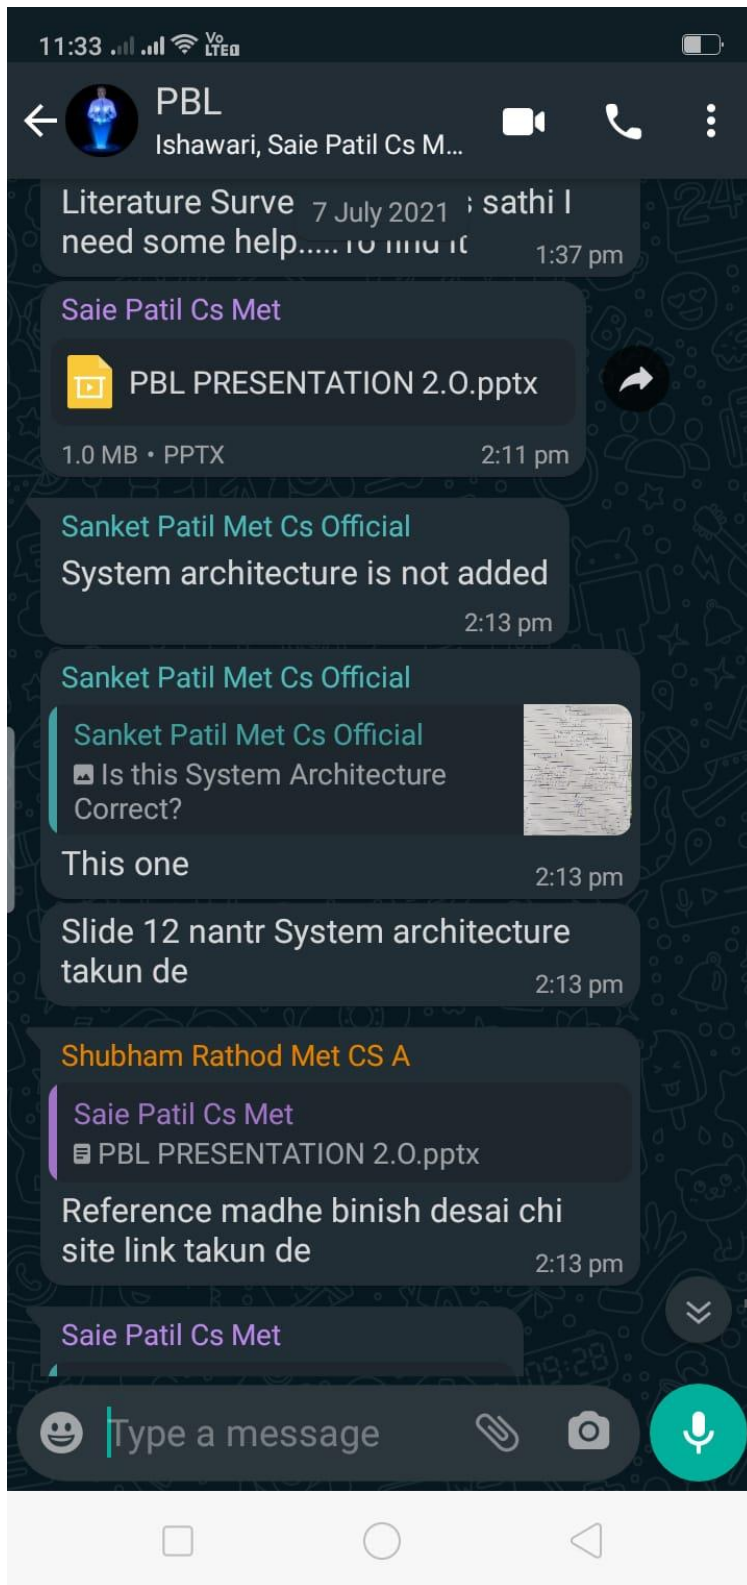 11:33
Vo
LTE
PBL
Ishawari, Saie Patil Cs M...
7 July 2021
Literature Surve sathi I
need some help..... To find it
1:37 pm
Saie Patil Cs Met
PBL PRESENTATION 2.O.pptx
1.0 MB • PPTX
2:11 pm
Sanket Patil Met Cs Official
System architecture is not added
2:13 pm
Sanket Patil Met Cs Official
Sanket Patil Met Cs Official
Is this System Architecture
Correct?
This one
2:13 pm
Slide 12 nantr System architecture
takun de
2:13 pm
Shubham Rathod Met CS A
Saie Patil Cs Met
PBL PRESENTATION 2.O.pptx
Reference madhe binish desai chi
site link takun de
2:13 pm
Saie Patil Cs Met
Type a message